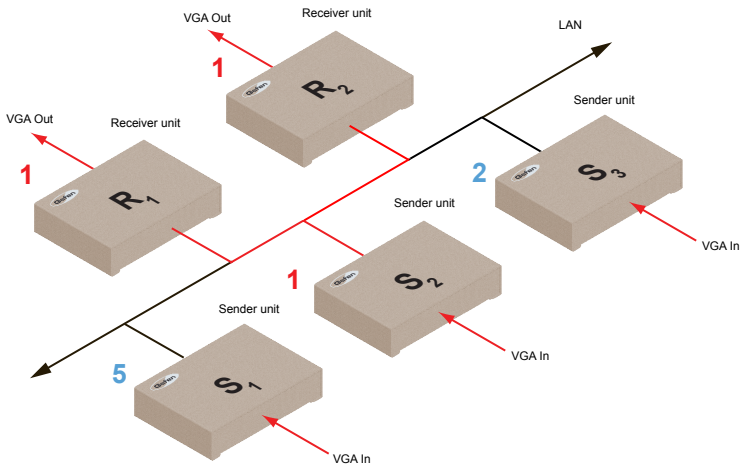 Receiver unit
VGA Out
LAN
1
R2
Gefen
Sender unit
Receiver unit
VGA Out
1
R1
Gefen
2
S3
Gefen
Sender unit
VGA In
1
S2
Gefen
Sender unit
VGA In
5
S1
Gefen
VGA In